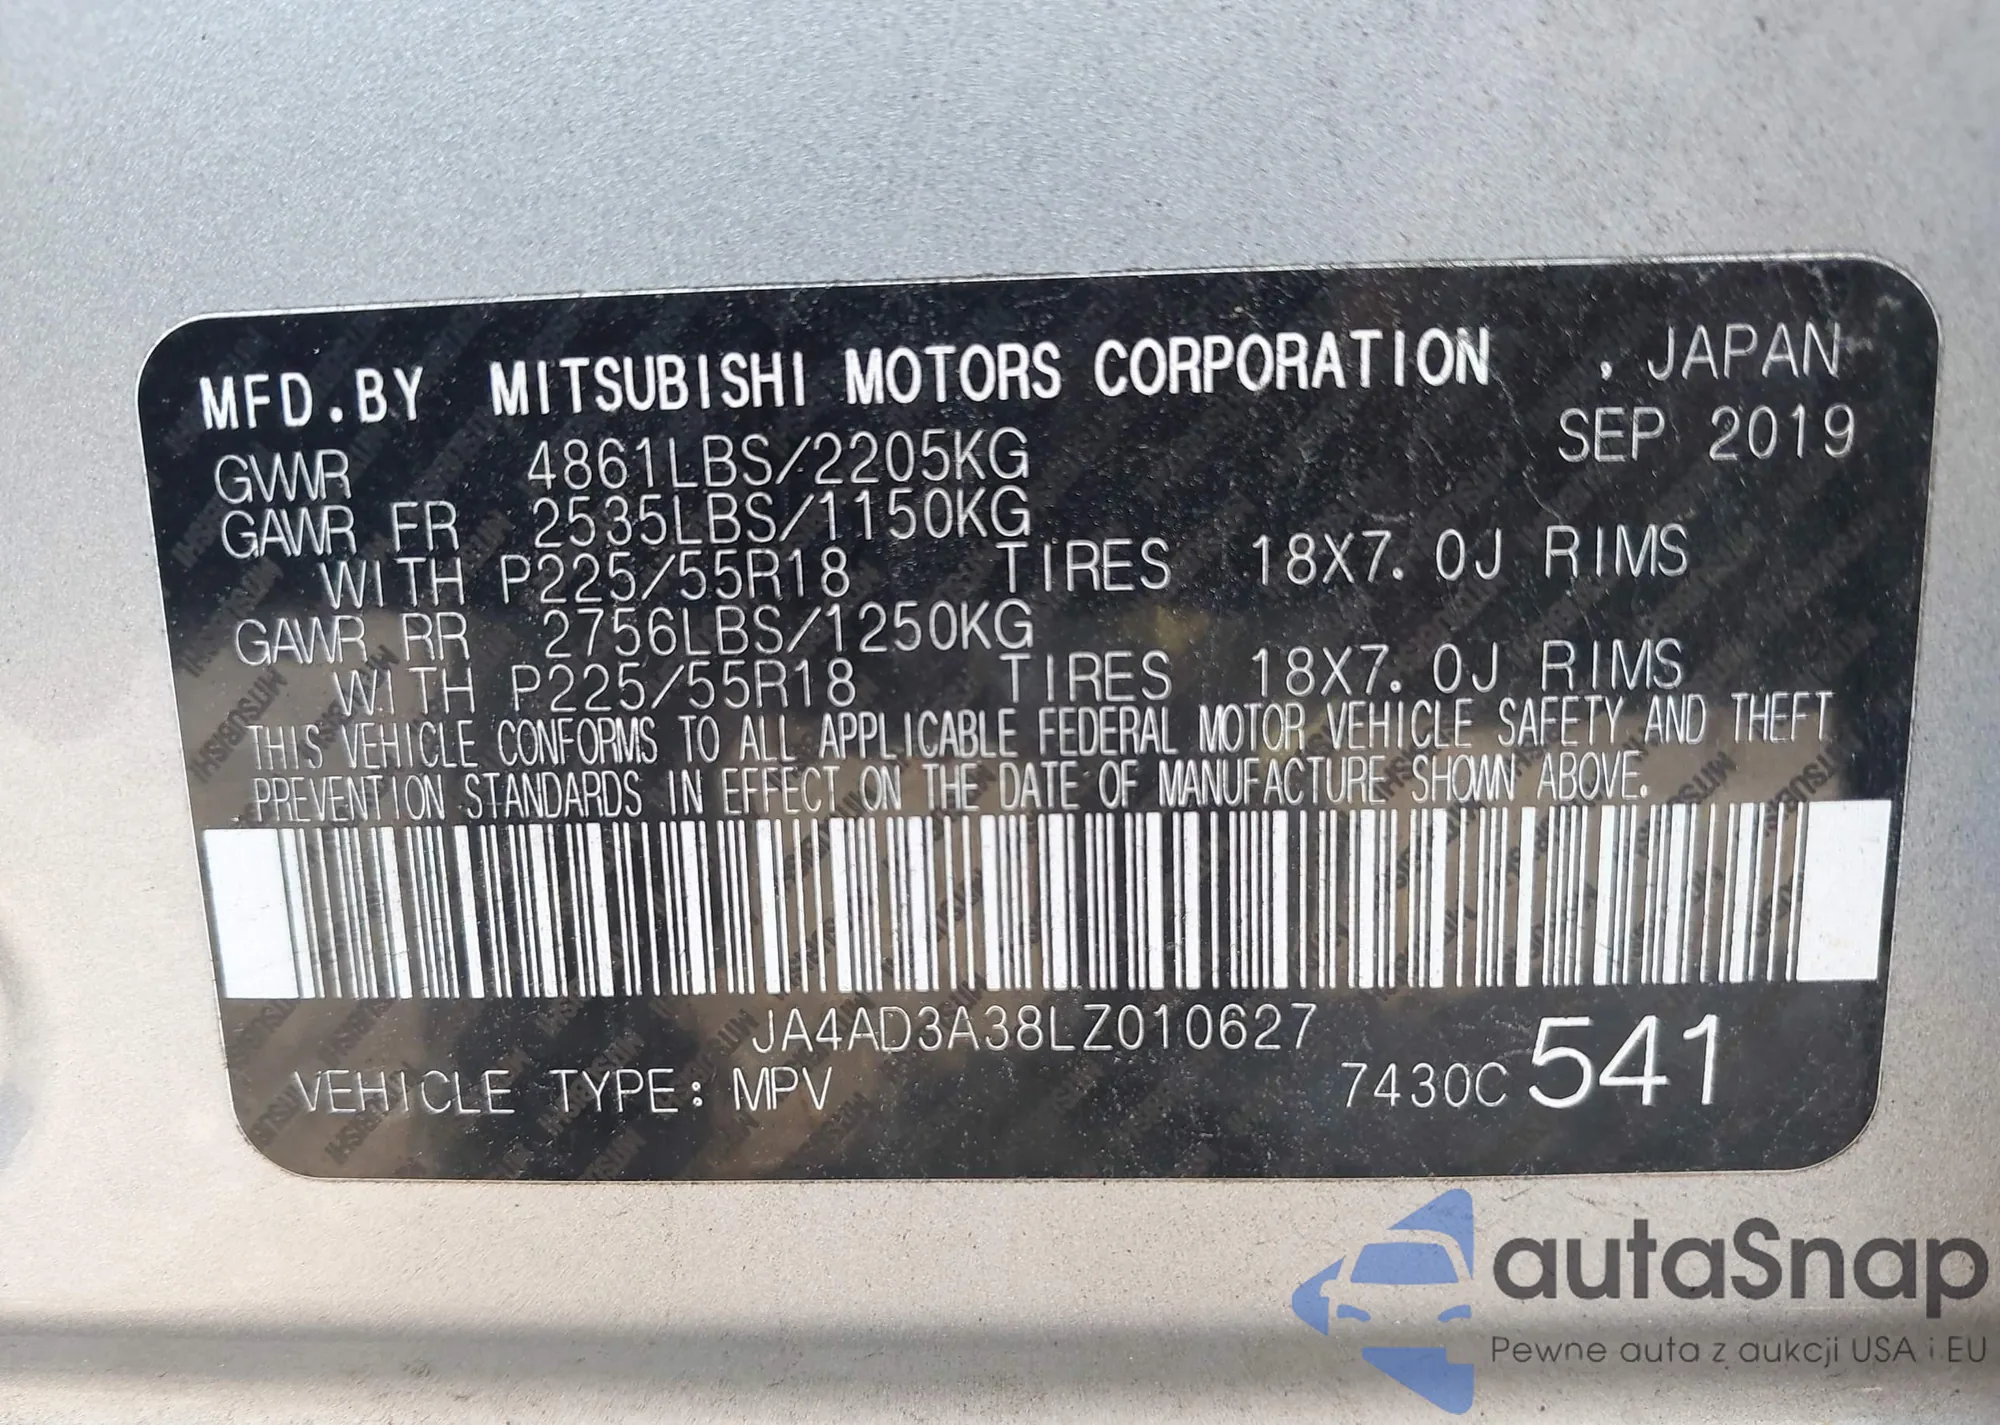 MFD.BY MITSUBISHI MOTORS CORPORATION . JAPAN
GVWR 4861LBS/2205KG SEP 2019
GAWR FR 2535LBS/1150KG
WITH P225/55R18 TIRES 18X7.0J RIMS
GAWR RR 2756LBS/1250KG
WITH P225/55R18 TIRES 18X7.0J RIMS
THIS VEHICLE CONFORMS TO ALL APPLICABLE FEDERAL MOTOR VEHICLE SAFETY AND THEFT
PREVENTION STANDARDS IN EFFECT ON THE DATE OF MANUFACTURE SHOWN ABOVE.
JA4AD3A38LZ010627
VEHICLE TYPE: MPV 7430C 541
autaSnap
Pewne auta z aukcji USA i EU